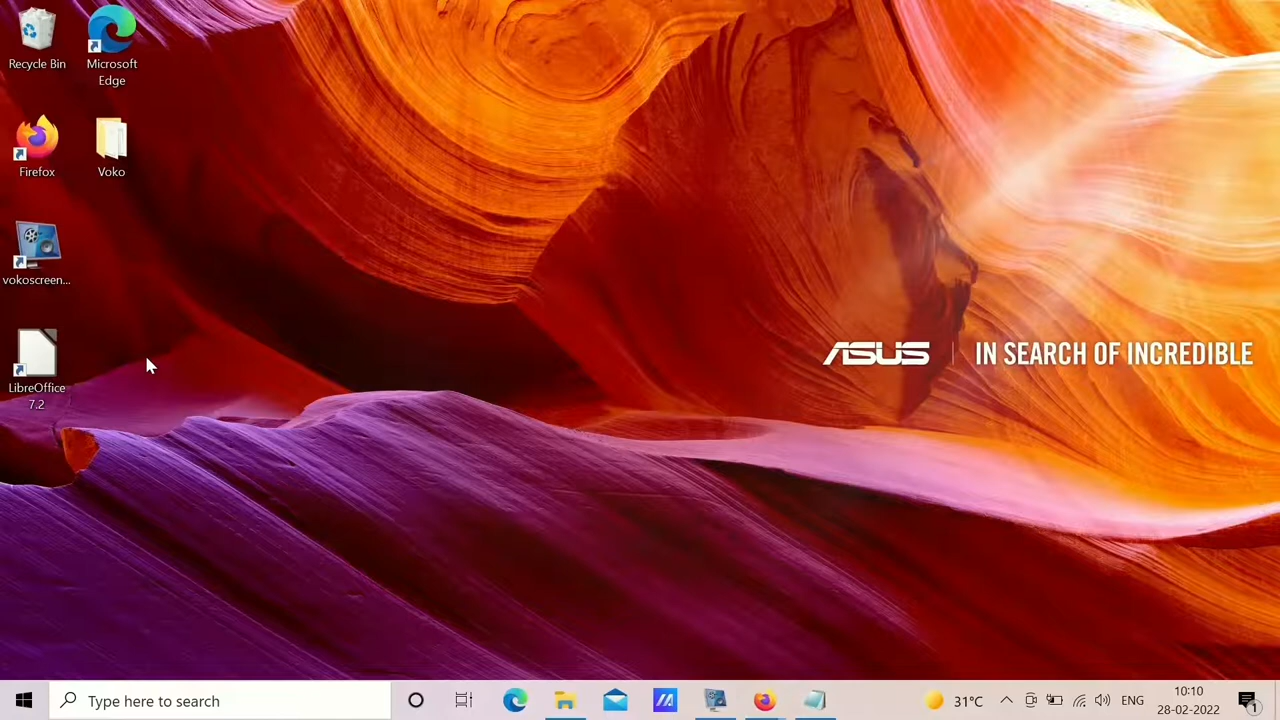 Recycle Bin
Microsoft
Edge
Firefox
Voko
vokoscreen...
LibreOffice
7.2
ASUS
IN SEARCH OF INCREDIBLE
Type here to search
31°C
ENG
10:10
28-02-2022
1